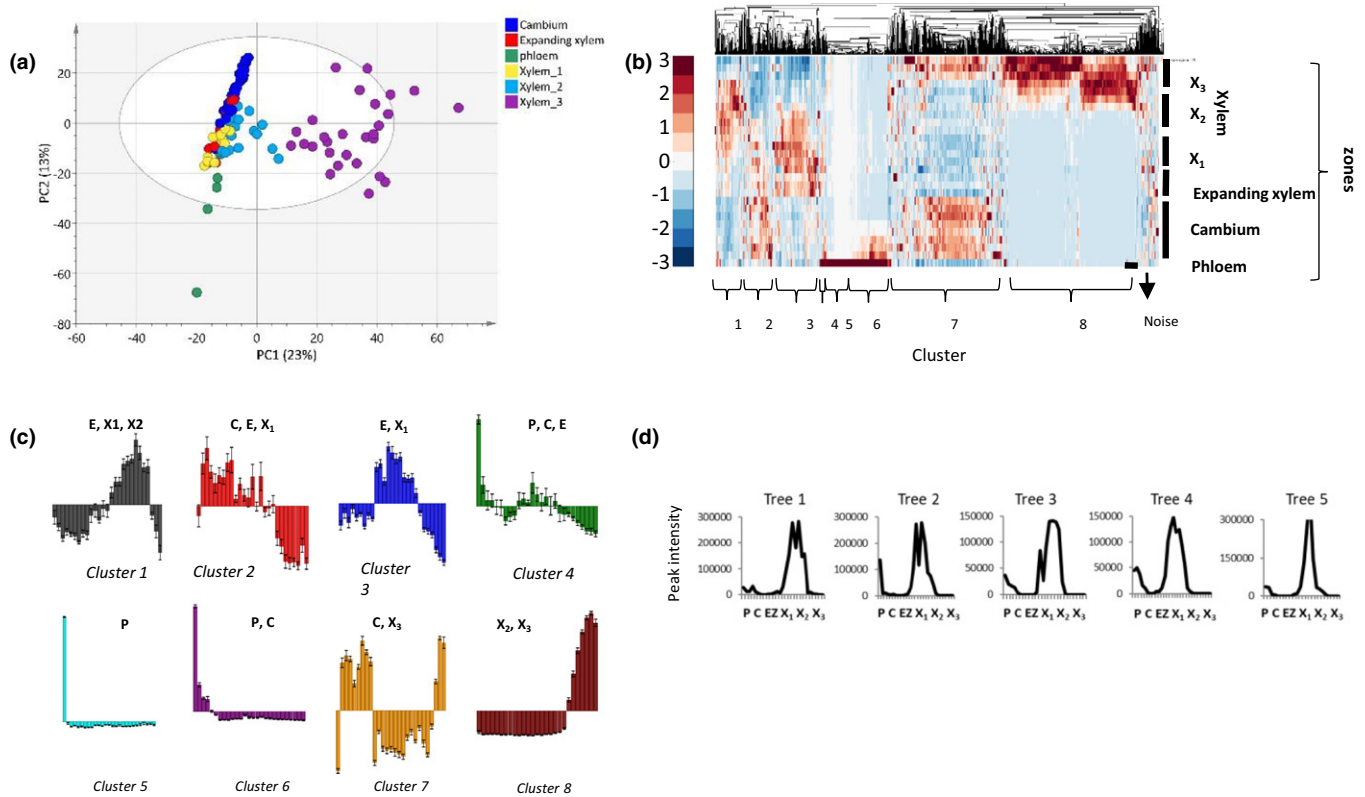 (a)
Cambium
Expanding xylem
phloem
Xylem_1
Xylem_2
Xylem_3
20
0
-20
-40
-60
-80
PC2 (13%)
-60
-40
-20
0
20
40
60
80
PC1 (23%)
(b)
3
2
1
0
-1
-2
-3
X3
X2
X1
Xylem
Expanding xylem
Cambium
Phloem
zones
1
2
3
4
5
6
7
8
Noise
Cluster
(c)
E, X1, X2
C, E, X1
E, X1
P, C, E
Cluster 1
Cluster 2
Cluster
3
Cluster 4
P
P, C
C, X3
X2, X3
Cluster 5
Cluster 6
Cluster 7
Cluster 8
(d)
Peak intensity
Tree 1
300000
200000
100000
0
P C EZ X1 X2 X3
Tree 2
300000
200000
100000
0
P C EZ X1 X2 X3
Tree 3
150000
100000
50000
0
P C EZ X1 X2 X3
Tree 4
150000
100000
50000
0
P C EZ X1 X2 X3
Tree 5
300000
150000
0
P C EZ X1 X2 X3